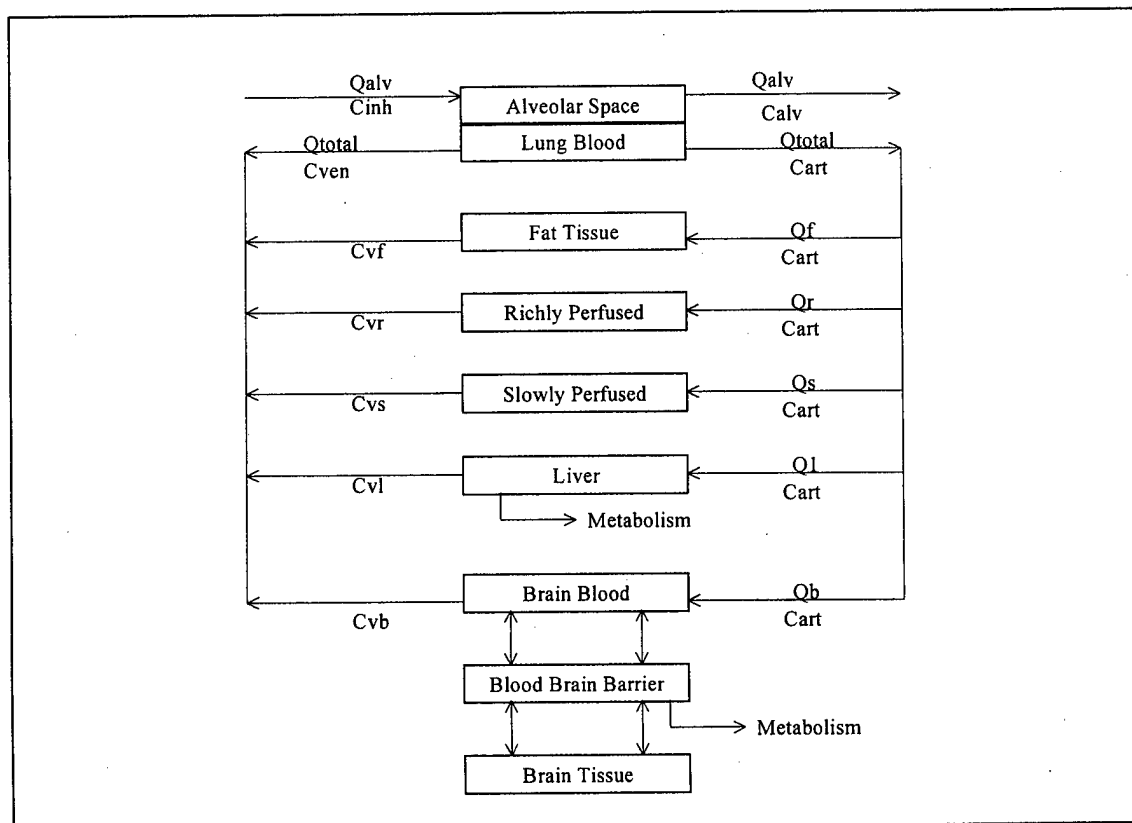 Qalv
Qalv
Cinh
Alveolar Space
Calv
Qtotal
Lung Blood
Qtotal
Cven
Cart
Fat Tissue
Qf
Cvf
Cart
Richly Perfused
Qr
Cvr
Cart
Slowly Perfused
Qs
Cvs
Cart
Liver
Ql
Cvl
Cart
Metabolism
Brain Blood
Qb
Cvb
Cart
Blood Brain Barrier
Metabolism
Brain Tissue